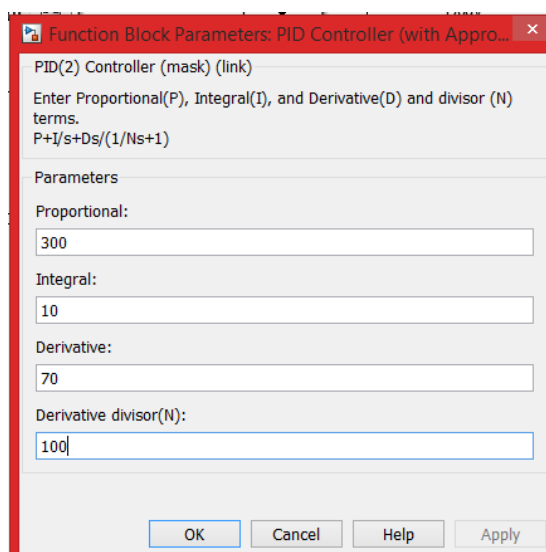 Function Block Parameters: PID Controller (with Appro...
PID(2) Controller (mask) (link)
Enter Proportional(P), Integral(I), and Derivative(D) and divisor (N)
terms.
P+I/s+Ds/(1/Ns+1)
Parameters
Proportional:
300
Integral:
10
Derivative:
70
Derivative divisor(N):
100
OK Cancel Help Apply